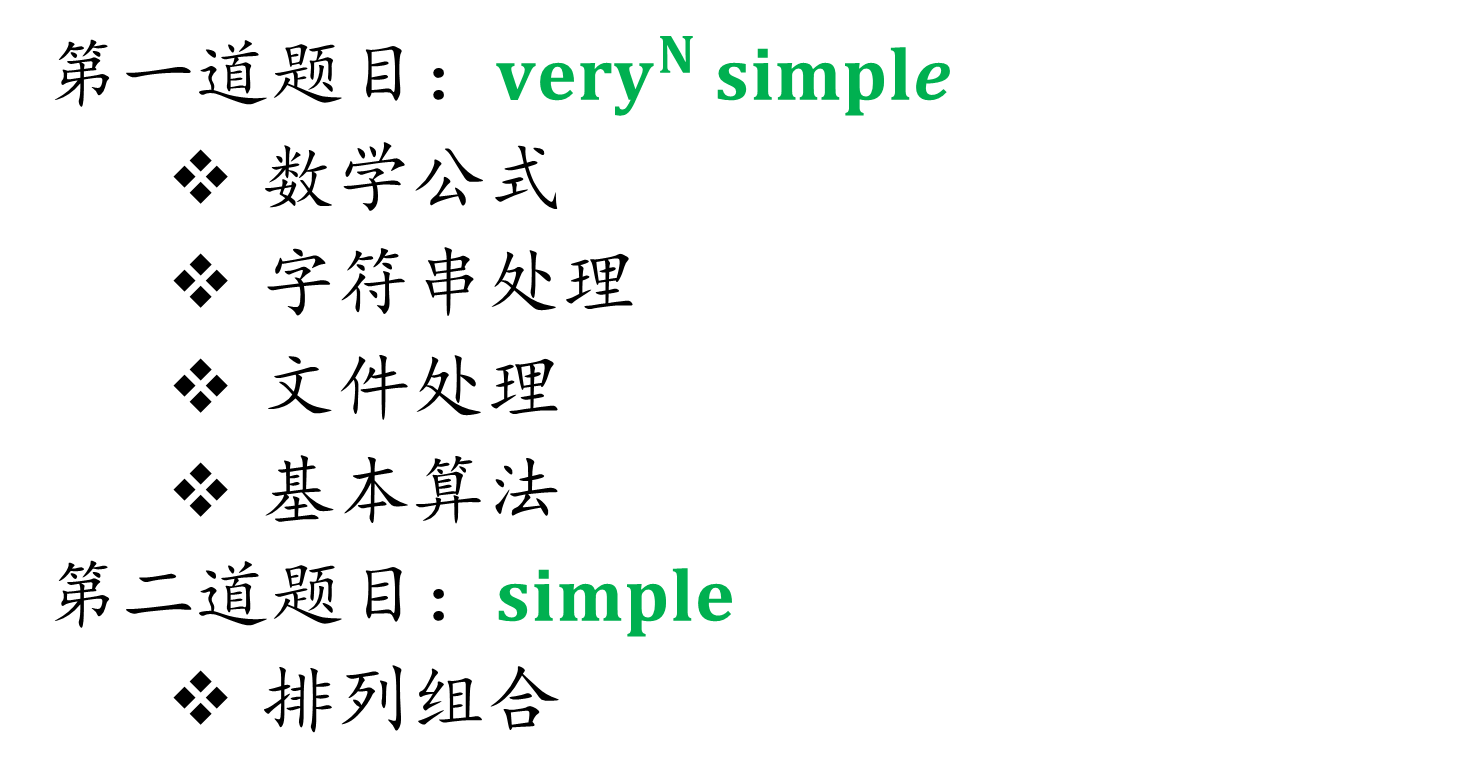 第一道题目：veryᴺ simple
❖ 数学公式
❖ 字符串处理
❖ 文件处理
❖ 基本算法
第二道题目：simple
❖ 排列组合